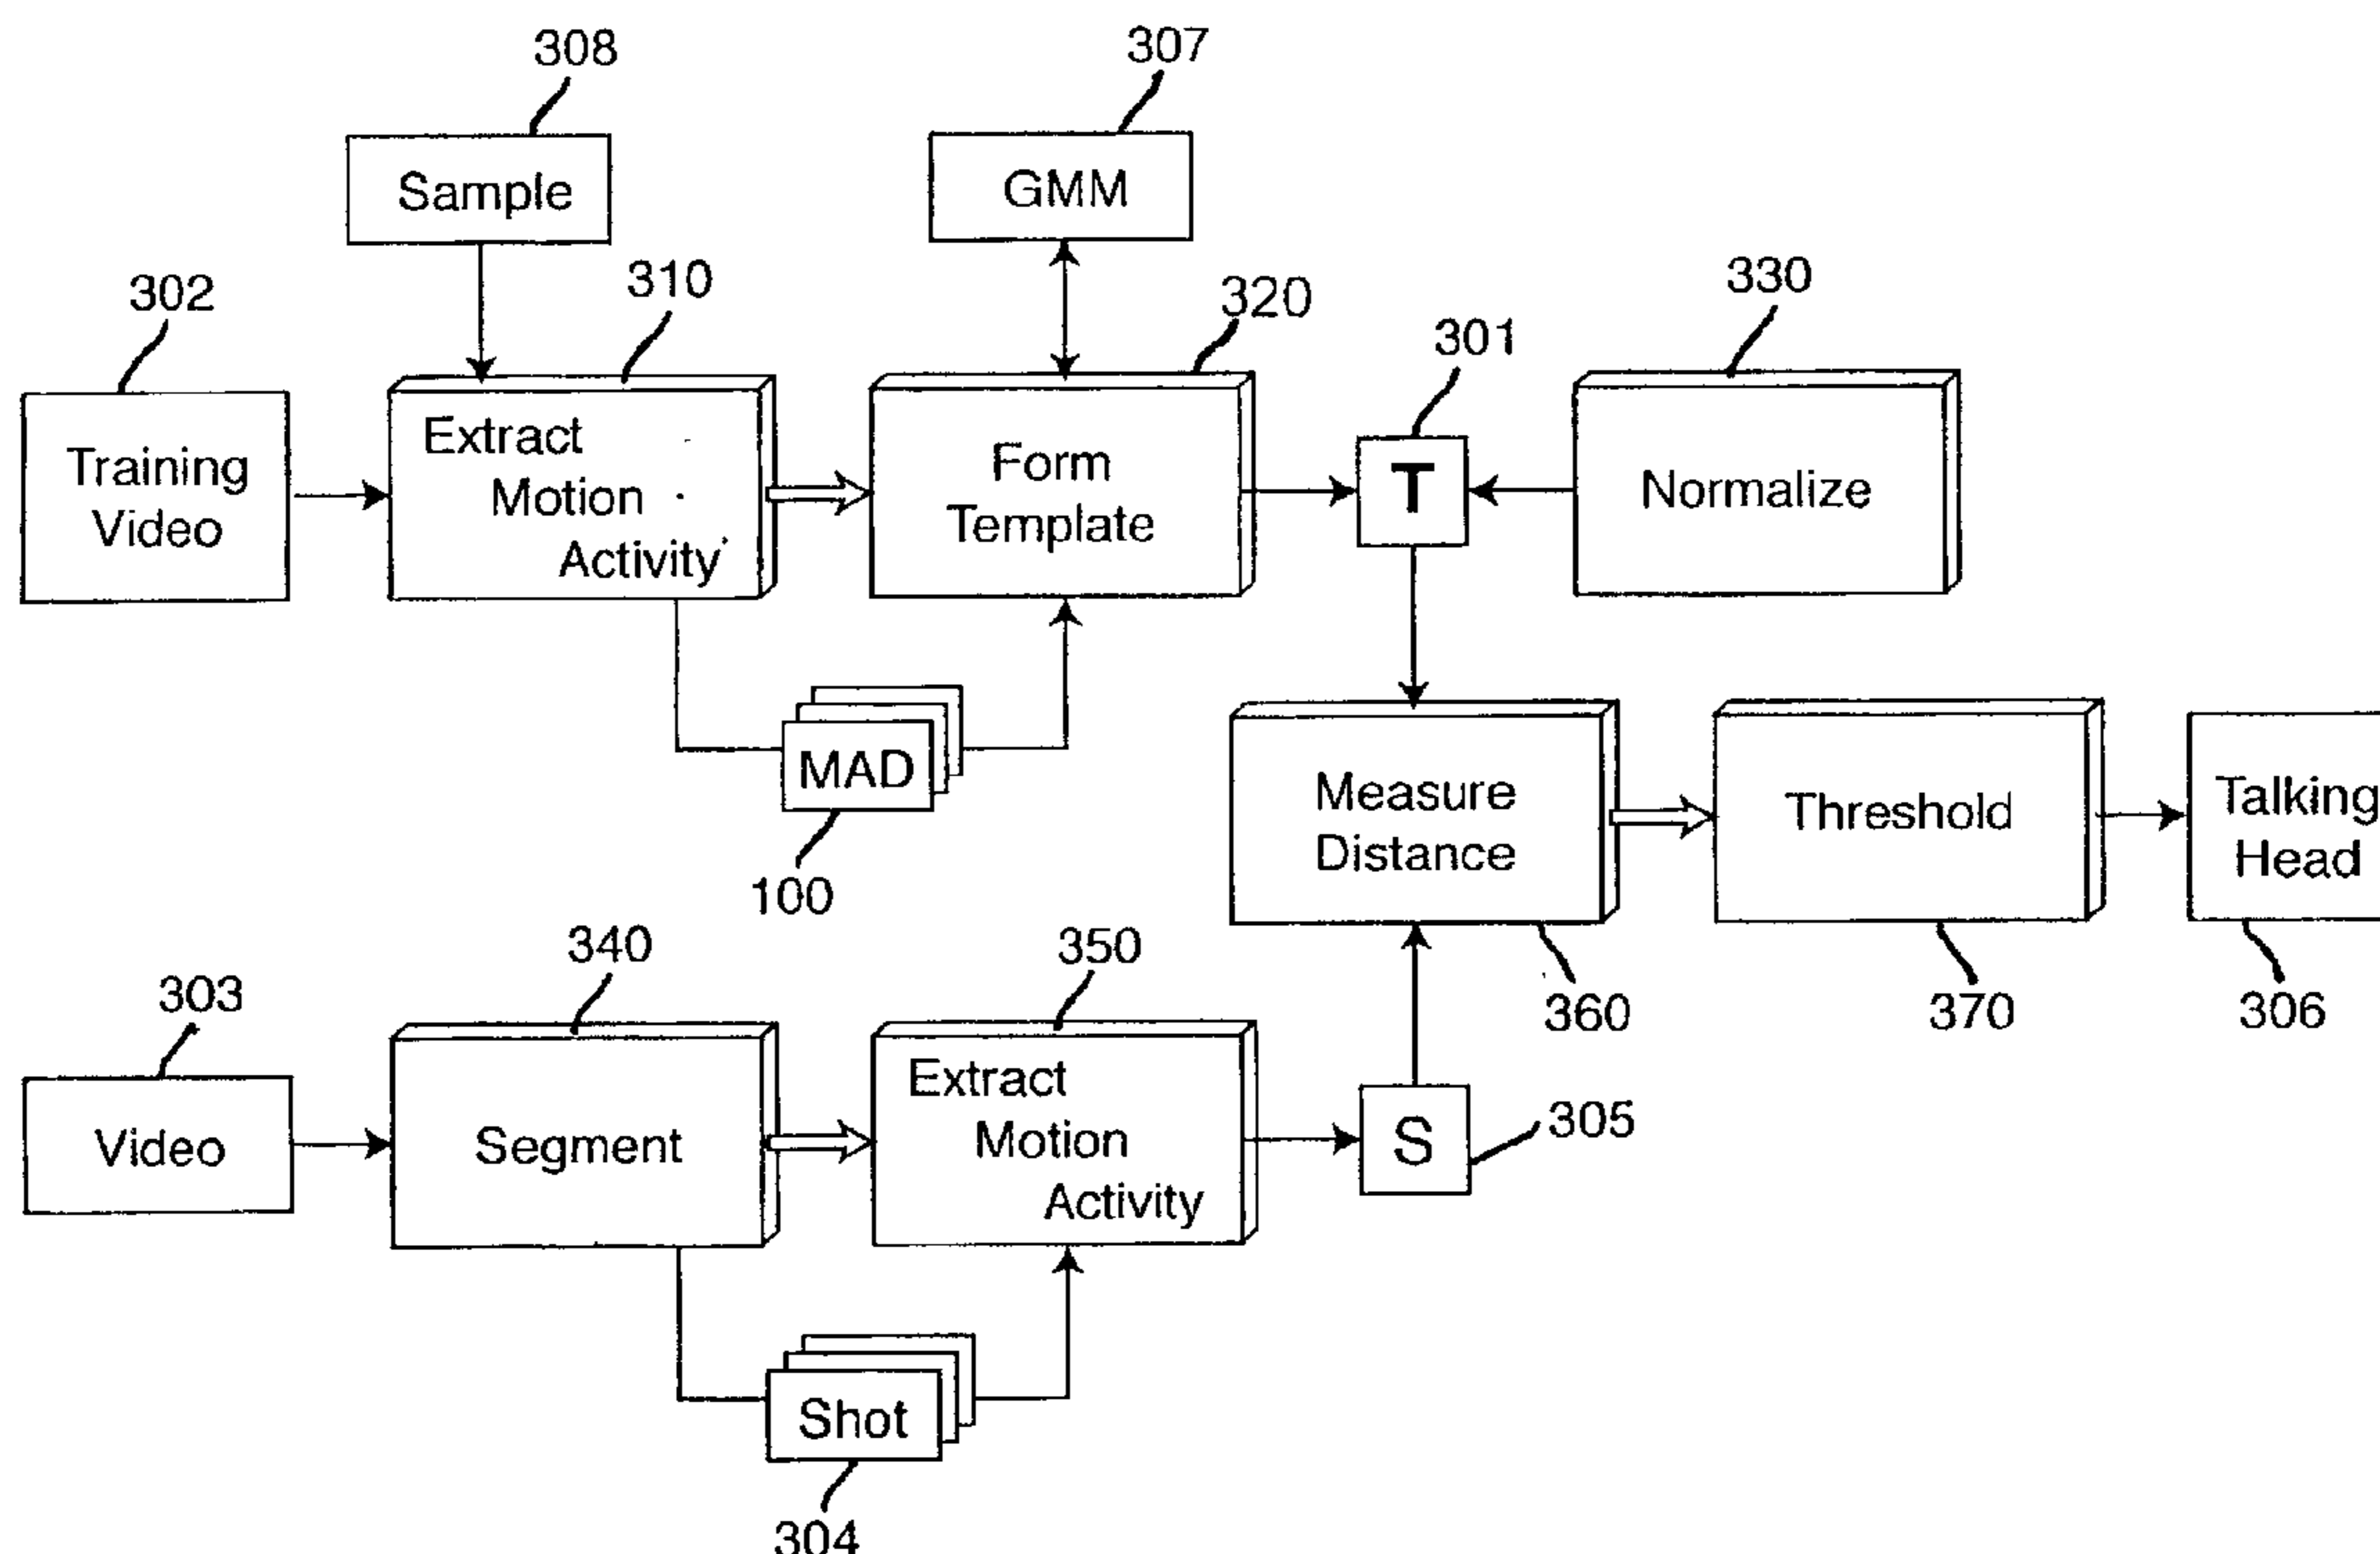 308
307
Sample
GMM
302
310
320
301
330
Training
Video
Extract
Motion
Activity
Form
Template
T
Normalize
MAD
100
Measure
Distance
Threshold
Talking
Head
360
370
306
303
340
350
Video
Segment
Extract
Motion
Activity
S
305
Shot
304